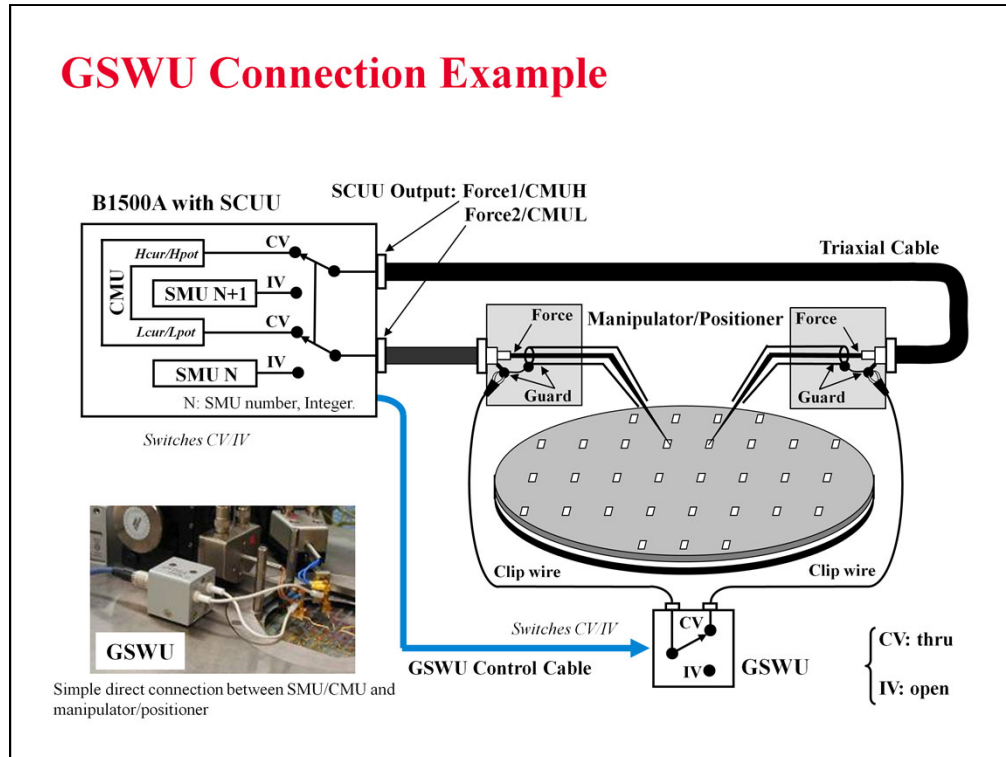 GSWU Connection Example
SCUU Output: Force1/CMUH
Force2/CMUL
B1500A with SCUU
Triaxial Cable
CMU
Hcur/Hpot
CV
SMU N+1
IV
Lcur/Lpot
CV
SMU N
IV
N: SMU number, Integer.
Switches CV/IV
Force
Manipulator/Positioner
Force
Guard
Guard
Clip wire
Clip wire
GSWU
Simple direct connection between SMU/CMU and
manipulator/positioner
Switches CV/IV
GSWU Control Cable
CV
IV
GSWU
CV: thru
IV: open